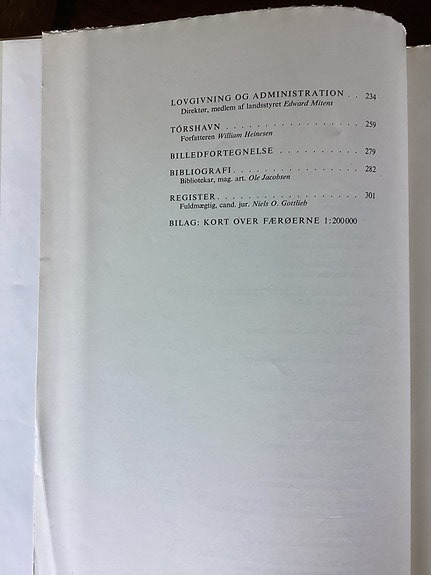 LOVGIVNING OG ADMINISTRATION . . 234
Direktør, medlem af landsstyret Edward Mitens
TÓRSHAVN . . . . . . . . . . . . . . . . . 259
Forfatteren William Heinesen
BILLEDFORTEGNELSE . . . . . . . . . . 279
BIBLIOGRAFI . . . . . . . . . . . . . . . . 282
Bibliotekar, mag. art. Ole Jacobsen
REGISTER . . . . . . . . . . . . . . . . . . 301
Fuldmægtig, cand. jur. Niels O. Gottlieb
BILAG: KORT OVER FÆRØERNE 1:200000